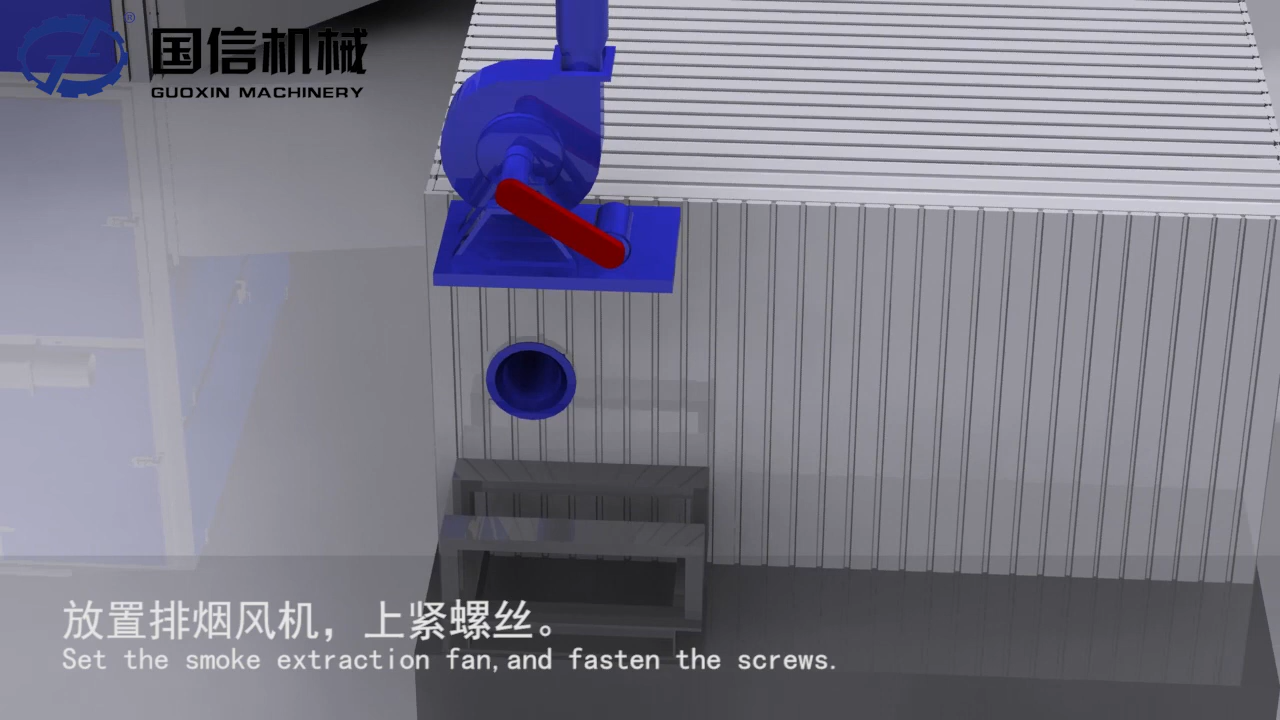 国信机械
GUOXIN MACHINERY
放置排烟风机，上紧螺丝。
Set the smoke extraction fan,and fasten the screws.